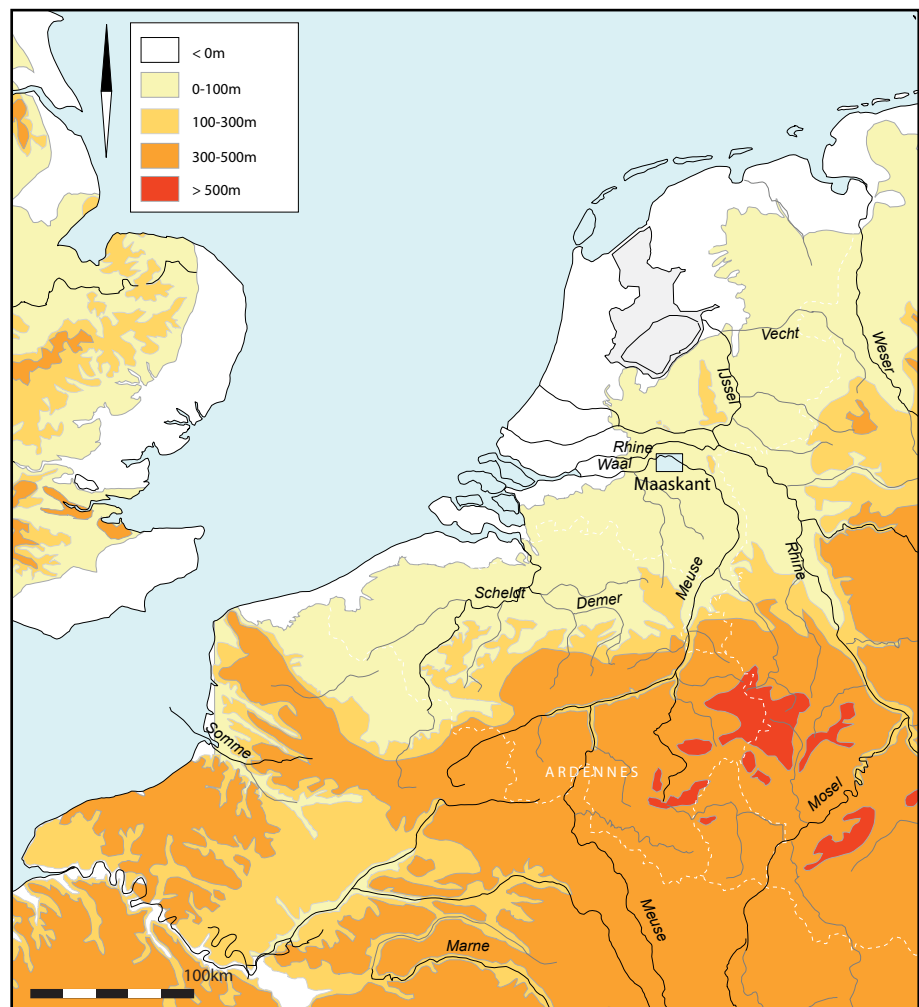 < 0m
0-100m
100-300m
300-500m
> 500m
Vecht
Weser
IJssel
Rhine
Waal
Maaskant
Rhine
Meuse
Scheldt
Demer
Somme
ARDENNES
Mosel
Meuse
Marne
100km